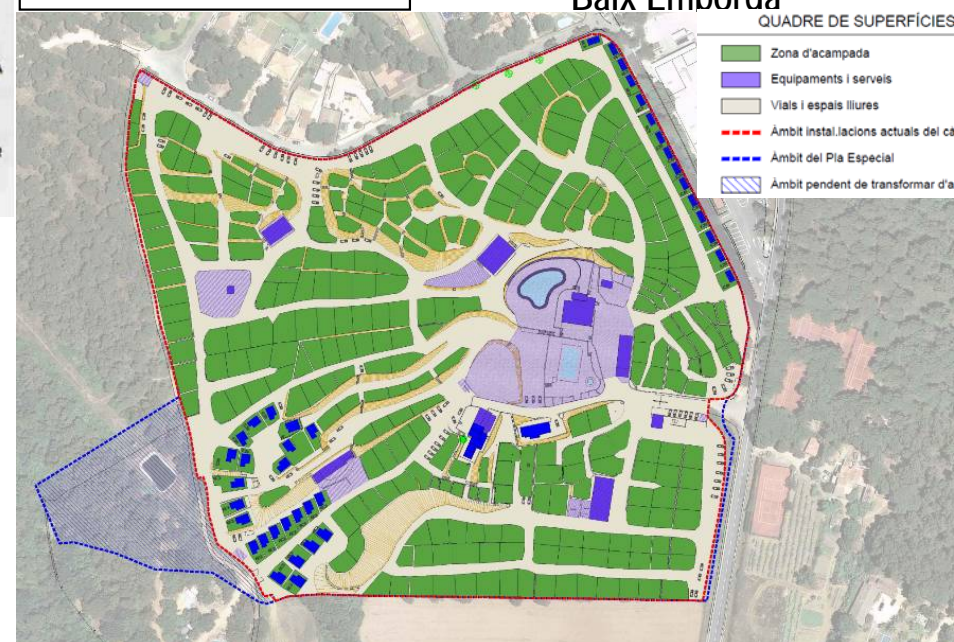 Baix Empordà
QUADRE DE SUPERFÍCIES
Zona d'acampada
Equipaments i serveis
Vials i espais lliures
Àmbit instal.lacions actuals del cà
Àmbit del Pla Especial
Àmbit pendent de transformar d'a